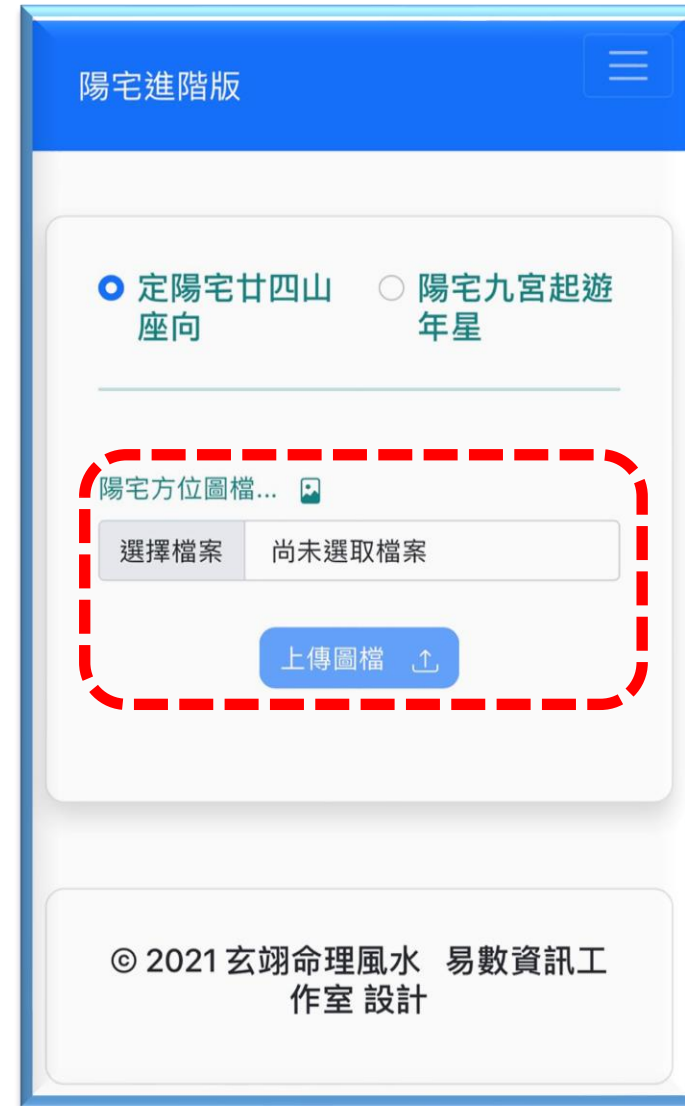 陽宅進階版
定陽宅廿四山
座向
陽宅九宮起遊
年星
陽宅方位圖檔...
選擇檔案 尚未選取檔案
上傳圖檔
© 2021 玄翊命理風水 易數資訊工
作室 設計